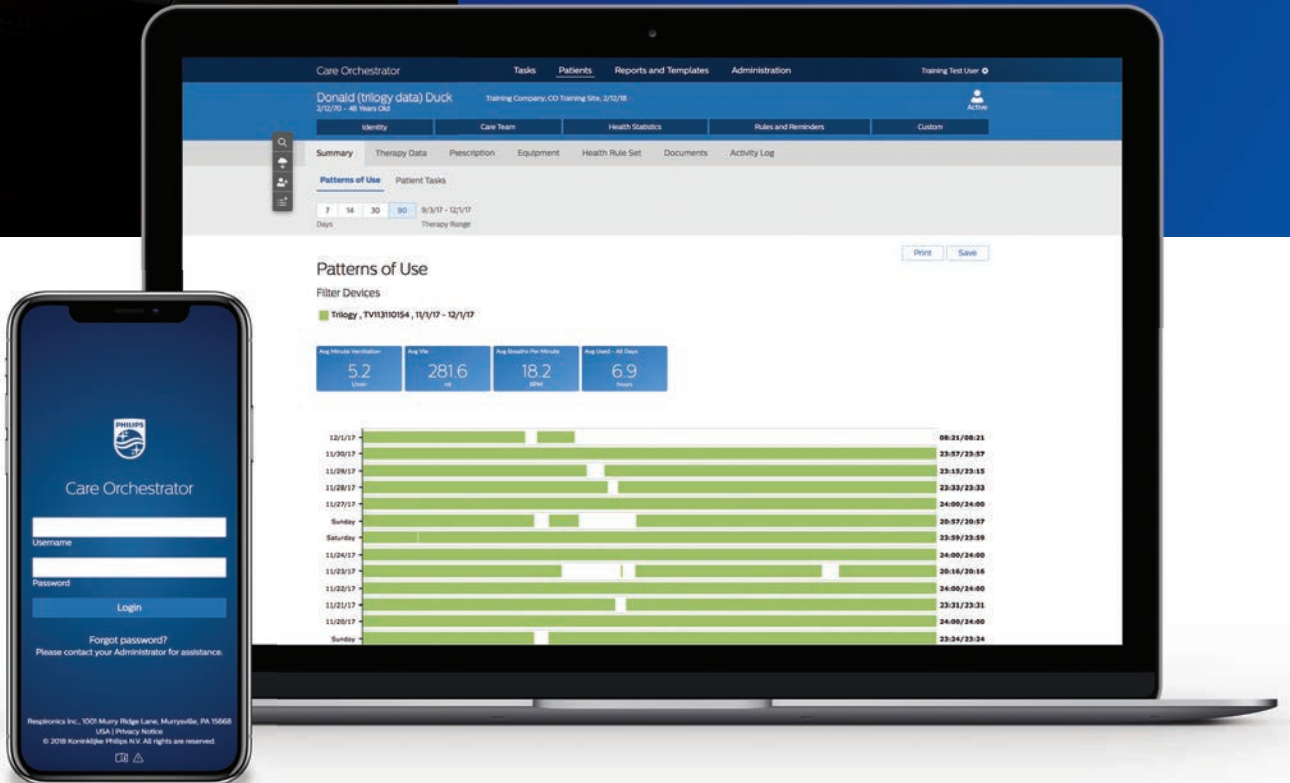 Care Orchestrator
Tasks
Patients
Reports and Templates
Administration
Training Test User
Donald (trilogy data) Duck
2/12/70 - 48 Years Old
Training Company, CO Training Site, 2/12/18
Active
Identity
Care Team
Health Statistics
Rules and Reminders
Custom
Summary
Therapy Data
Prescription
Equipment
Health Rule Set
Documents
Activity Log
Patterns of Use
Patient Tasks
7
14
30
90
9/3/17 - 12/1/17
Days
Therapy Range
Print
Save
Patterns of Use
Filter Devices
Trilogy , TV113110154 , 11/1/17 - 12/1/17
Avg Minute Ventilation
5.2
l/min
Avg Vte
281.6
ml
Avg Breaths Per Minute
18.2
BPM
Avg Used - All Days
6.9
hours
12/1/17
08:21/08:21
11/30/17
23:57/23:57
11/29/17
23:15/23:15
11/28/17
23:33/23:33
11/27/17
24:00/24:00
Sunday
20:57/20:57
Saturday
23:59/23:59
11/24/17
24:00/24:00
11/23/17
20:16/20:16
11/22/17
24:00/24:00
11/21/17
23:31/23:31
11/20/17
24:00/24:00
Sunday
23:24/23:24
PHILIPS
Care Orchestrator
Username
Password
Login
Forgot password?
Please contact your Administrator for assistance.
Respironics Inc., 1001 Murry Ridge Lane, Murrysville, PA 15668
USA | Privacy Notice
© 2018 Koninklijke Philips N.V. All rights are reserved.